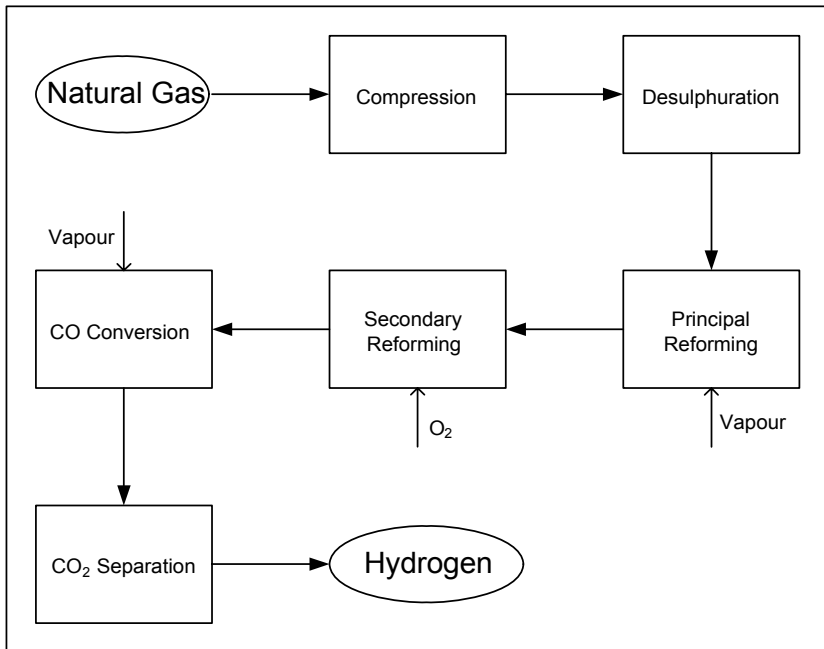 Natural Gas
Compression
Desulphuration
Vapour
CO Conversion
Secondary
Reforming
Principal
Reforming
O₂
Vapour
CO₂ Separation
Hydrogen